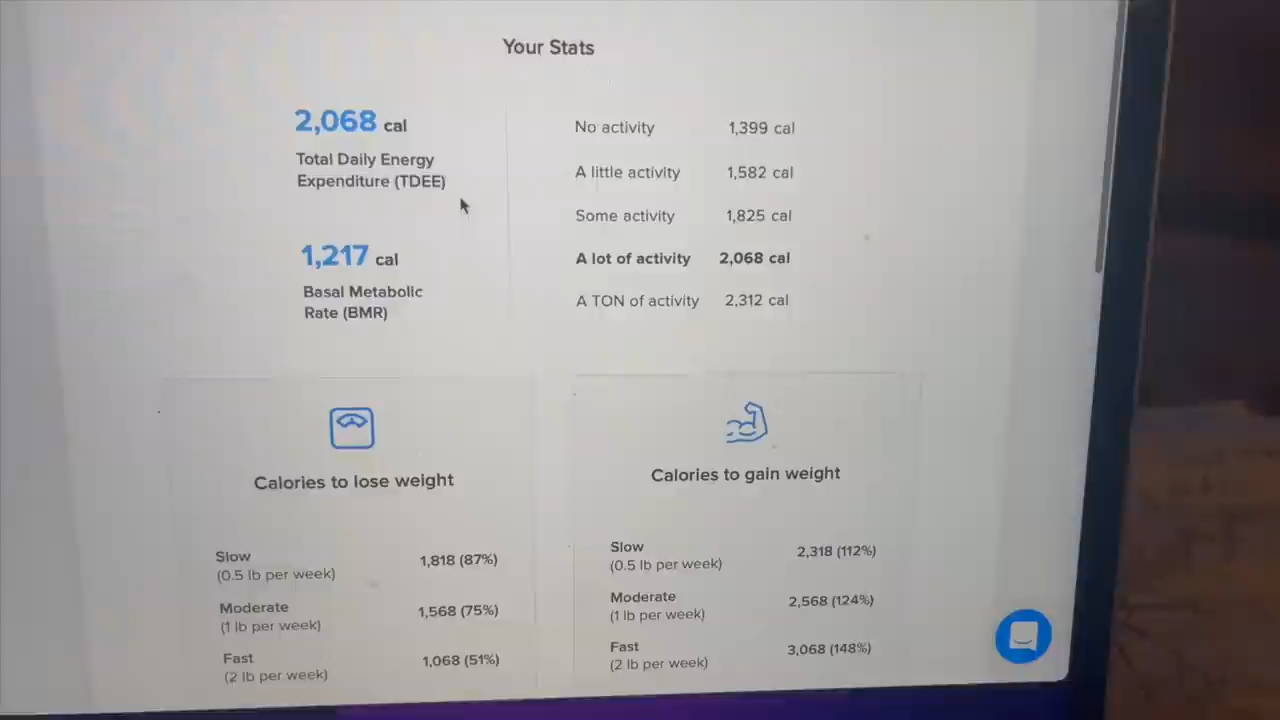 Your Stats
2,068 cal
Total Daily Energy
Expenditure (TDEE)
1,217 cal
Basal Metabolic
Rate (BMR)
No activity 1,399 cal
A little activity 1,582 cal
Some activity 1,825 cal
A lot of activity 2,068 cal
A TON of activity 2,312 cal
Calories to lose weight
Slow
(0.5 lb per week) 1,818 (87%)
Moderate
(1 lb per week) 1,568 (75%)
Fast
(2 lb per week) 1,068 (51%)
Calories to gain weight
Slow
(0.5 lb per week) 2,318 (112%)
Moderate
(1 lb per week) 2,568 (124%)
Fast
(2 lb per week) 3,068 (148%)